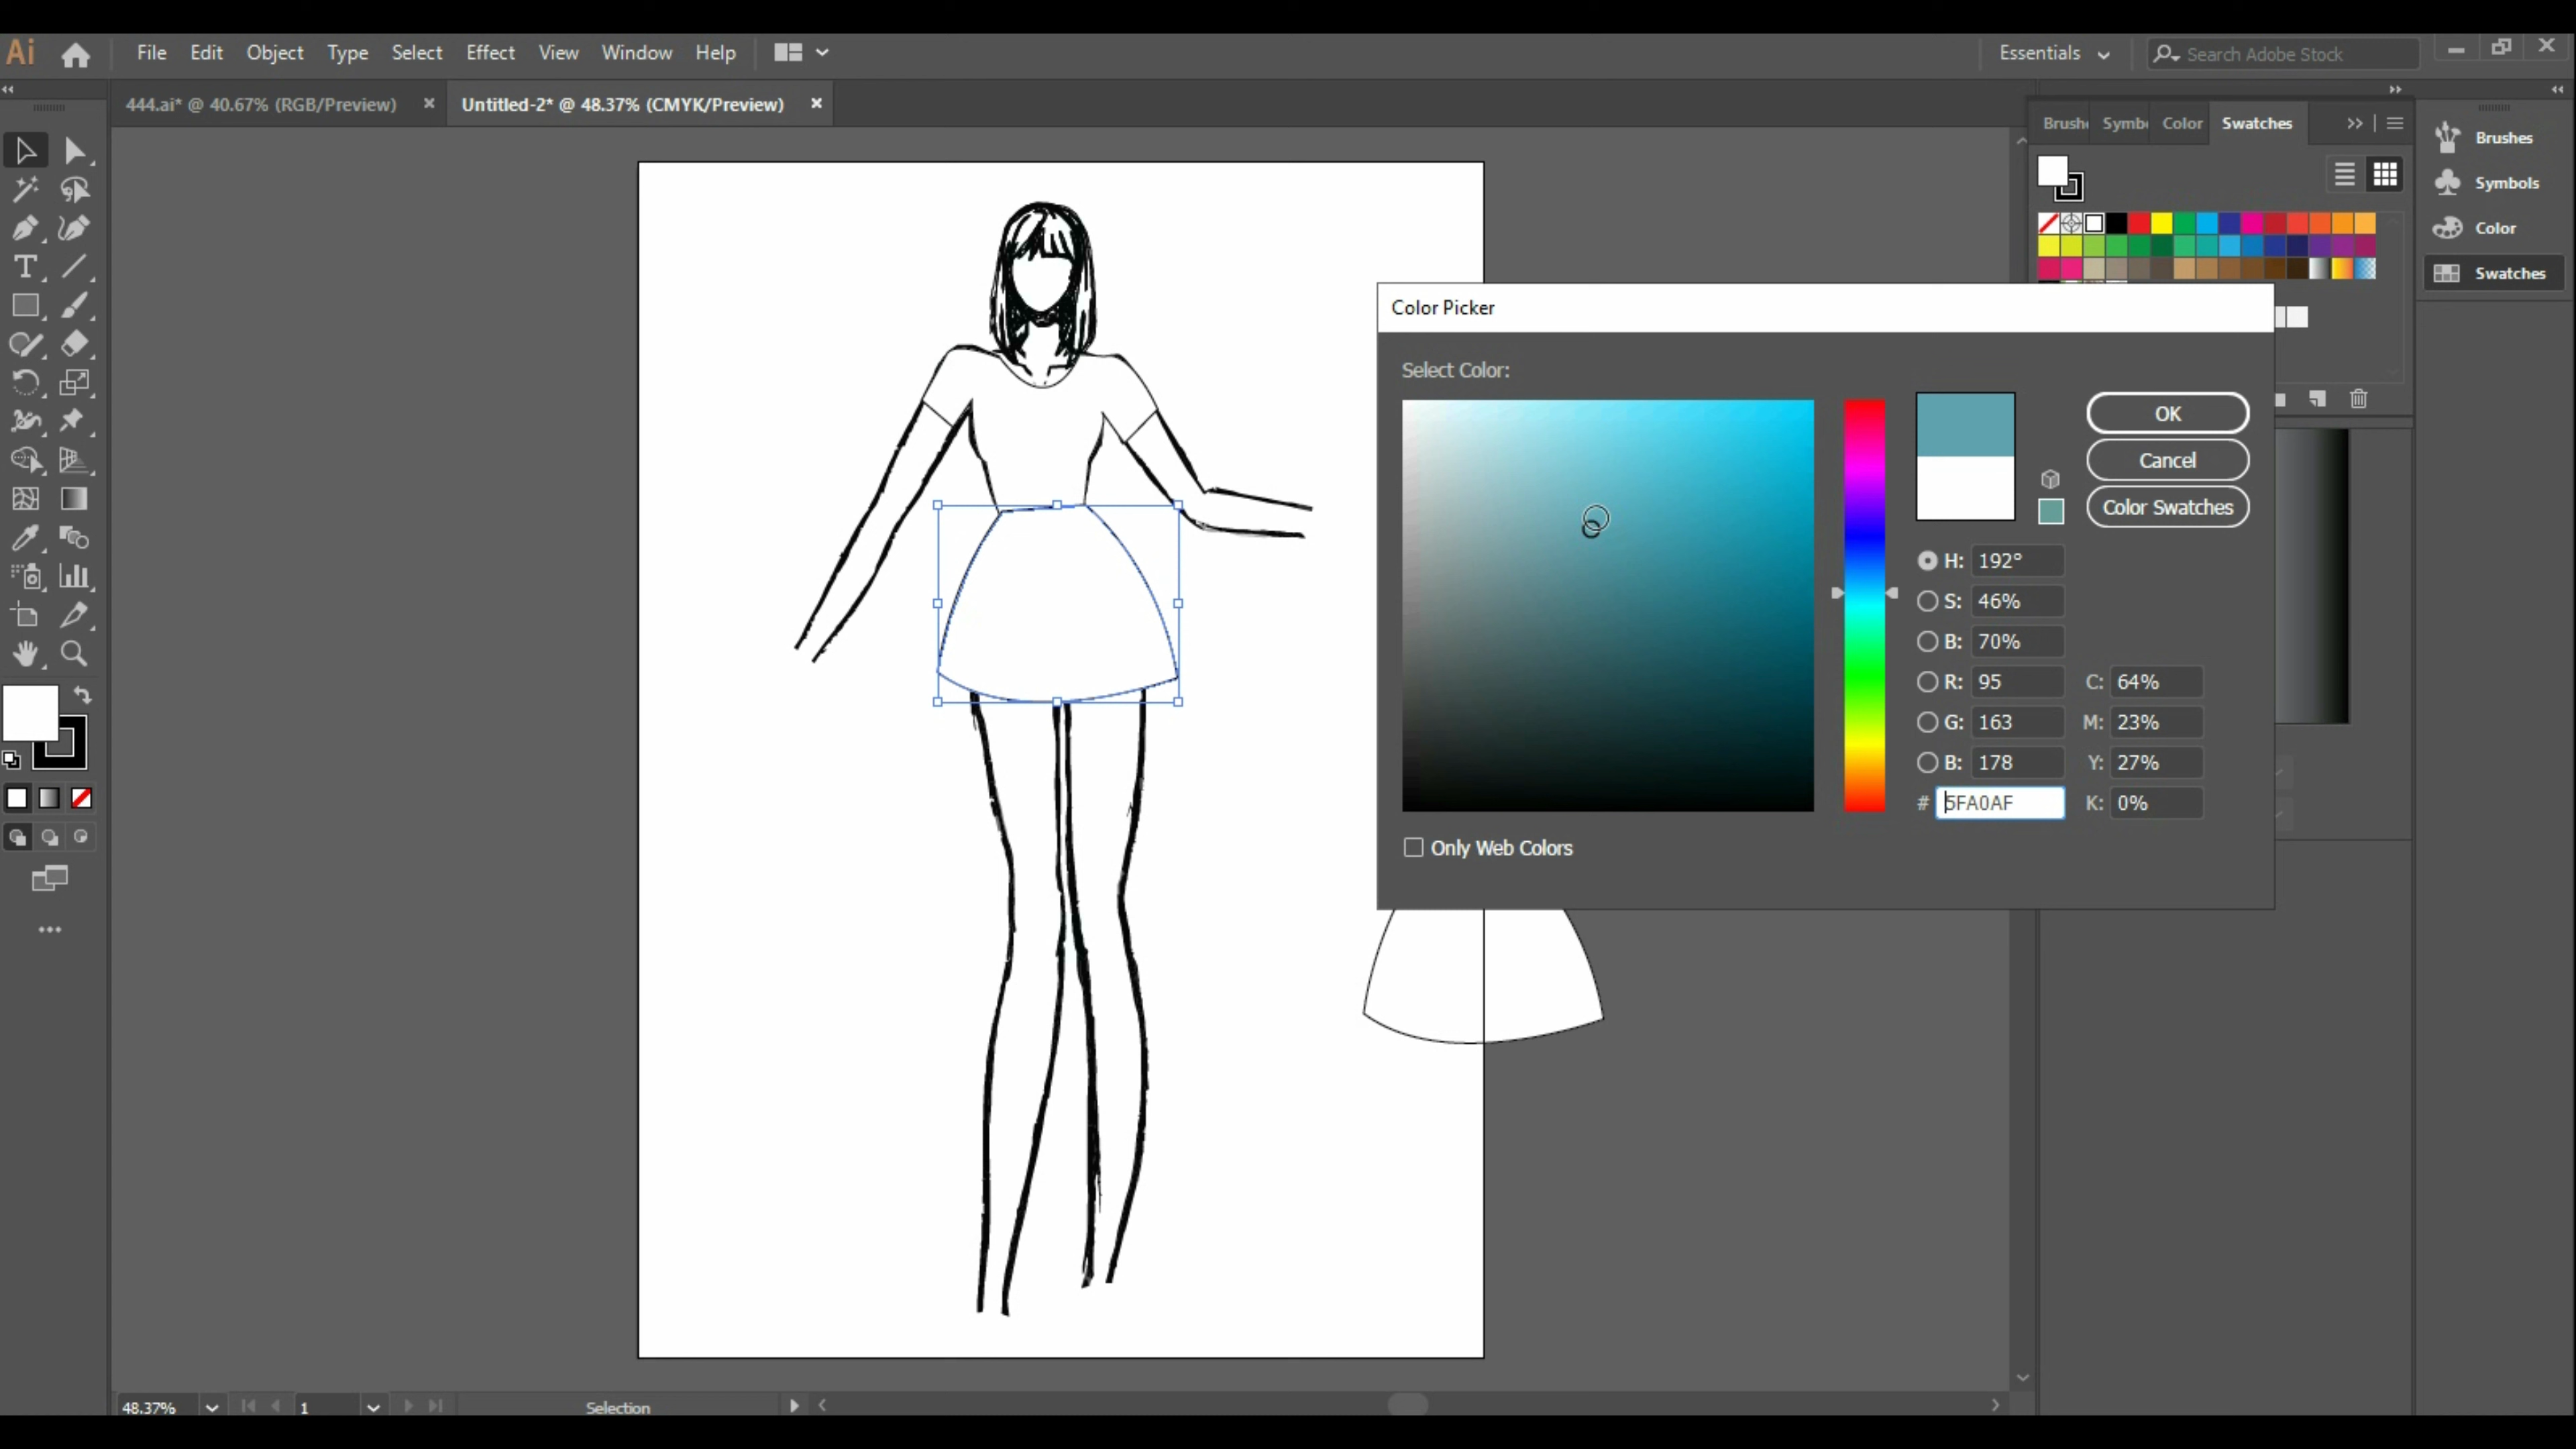 Ai File Edit Object Type Select Effect View Window Help Essentials Search Adobe Stock
444.ai* @ 40.67% (RGB/Preview) × Untitled-2* @ 48.37% (CMYK/Preview) ×
Brushe Symbo Color Swatches
Brushes
Symbols
Color
Swatches
Color Picker
Select Color:
OK
Cancel
Color Swatches
H: 192°
S: 46%
B: 70%
R: 95 C: 64%
G: 163 M: 23%
B: 178 Y: 27%
# 5FA0AF K: 0%
Only Web Colors
48.37% 1 Selection